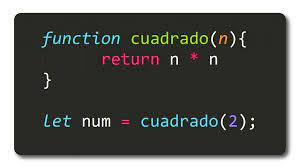 function cuadrado(n){
return n * n
}
let num = cuadrado(2);